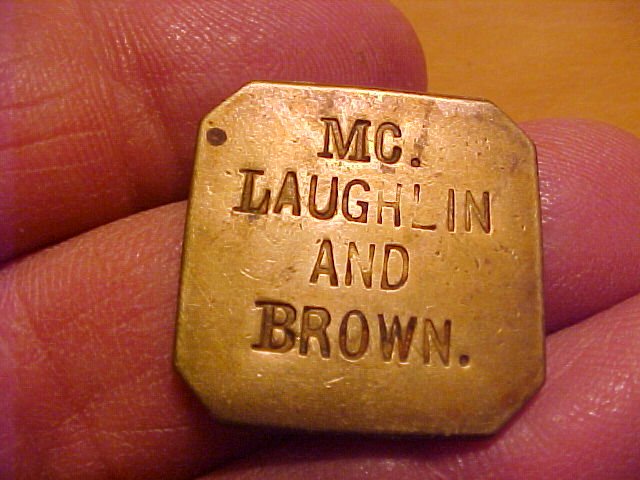 MC.
LAUGHLIN
AND
BROWN.